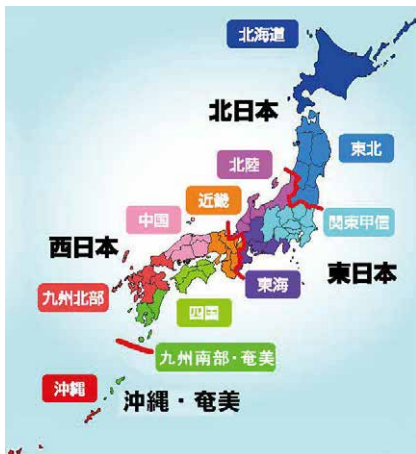 北海道
北日本
東北
北陸
近畿
関東甲信
中国
西日本
東日本
東海
九州北部
四国
九州南部・奄美
沖縄
沖縄・奄美